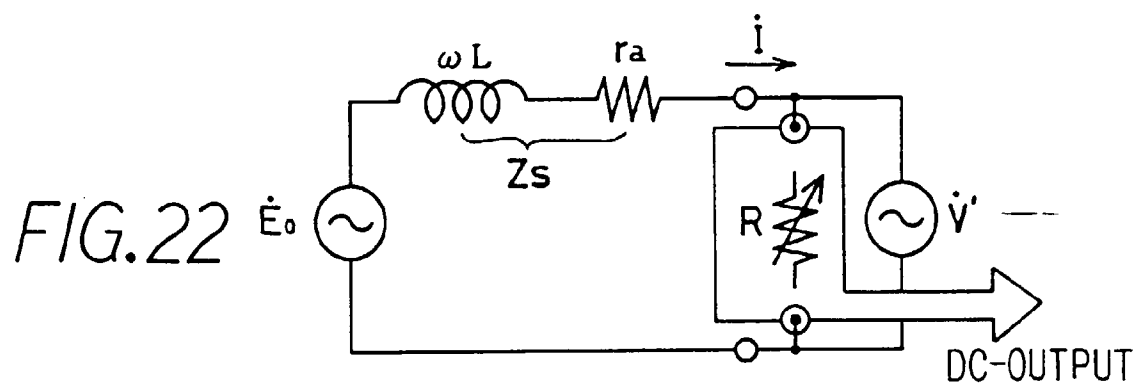 i̇
ωL
ra
Zs
FIG.22
Ė₀
R
V̇'
DC-OUTPUT